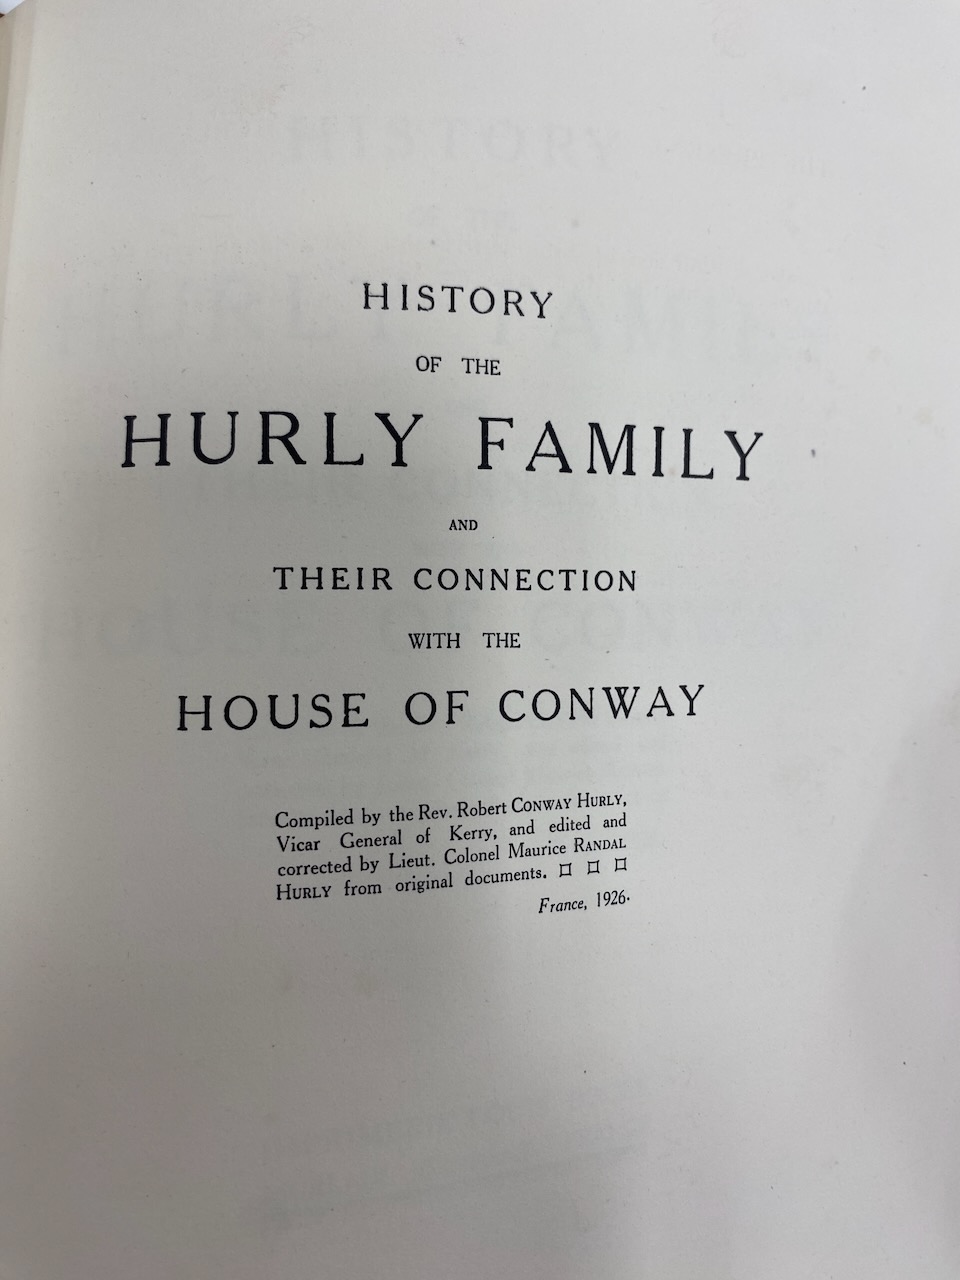 HISTORY
OF THE
HURLY FAMILY
AND
THEIR CONNECTION
WITH THE
HOUSE OF CONWAY
Compiled by the Rev. Robert CONWAY HURLY,
Vicar General of Kerry, and edited and
corrected by Lieut. Colonel Maurice RANDAL
HURLY from original documents. ¤ ¤ ¤
France, 1926.